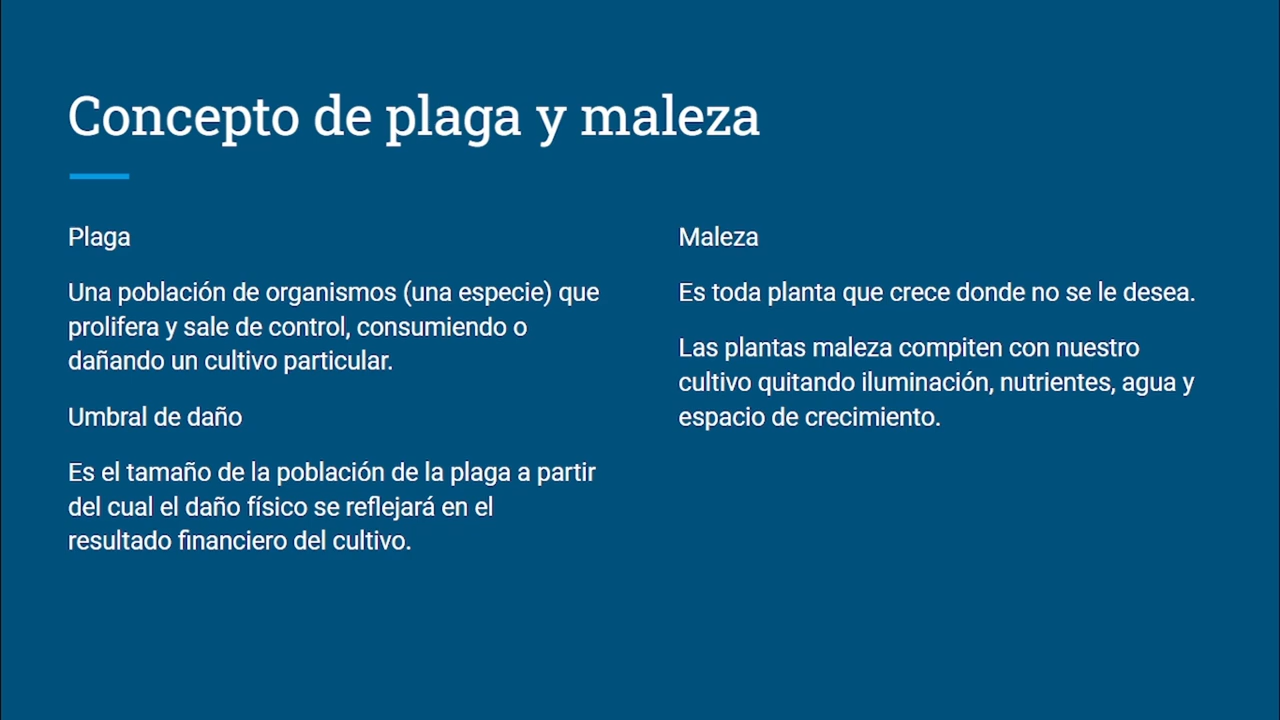 Concepto de plaga y maleza
Plaga
Una población de organismos (una especie) que
prolifera y sale de control, consumiendo o
dañando un cultivo particular.
Umbral de daño
Es el tamaño de la población de la plaga a partir
del cual el daño físico se reflejará en el
resultado financiero del cultivo.
Maleza
Es toda planta que crece donde no se le desea.
Las plantas maleza compiten con nuestro
cultivo quitando iluminación, nutrientes, agua y
espacio de crecimiento.